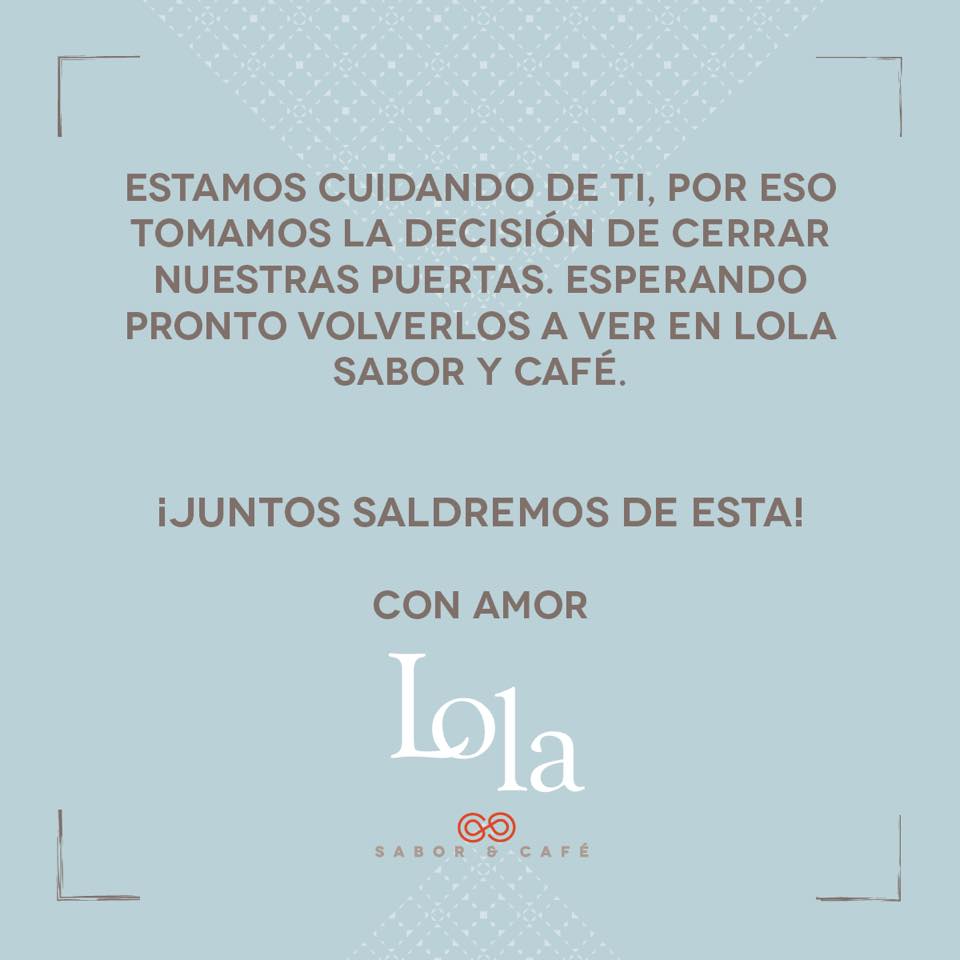 ESTAMOS CUIDANDO DE TI, POR ESO
TOMAMOS LA DECISIÓN DE CERRAR
NUESTRAS PUERTAS. ESPERANDO
PRONTO VOLVERLOS A VER EN LOLA
SABOR Y CAFÉ.
¡JUNTOS SALDREMOS DE ESTA!
CON AMOR
Lola
SABOR & CAFÉ